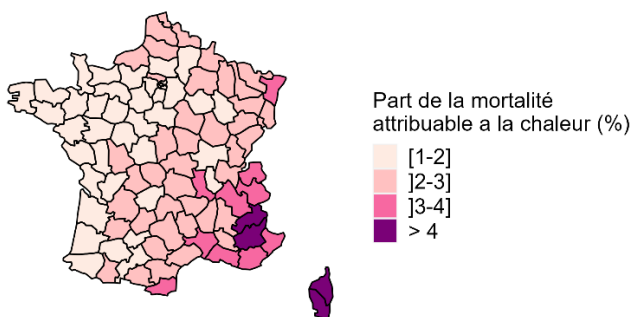 Part de la mortalité
attribuable a la chaleur (%)
[1-2]
]2-3]
]3-4]
> 4